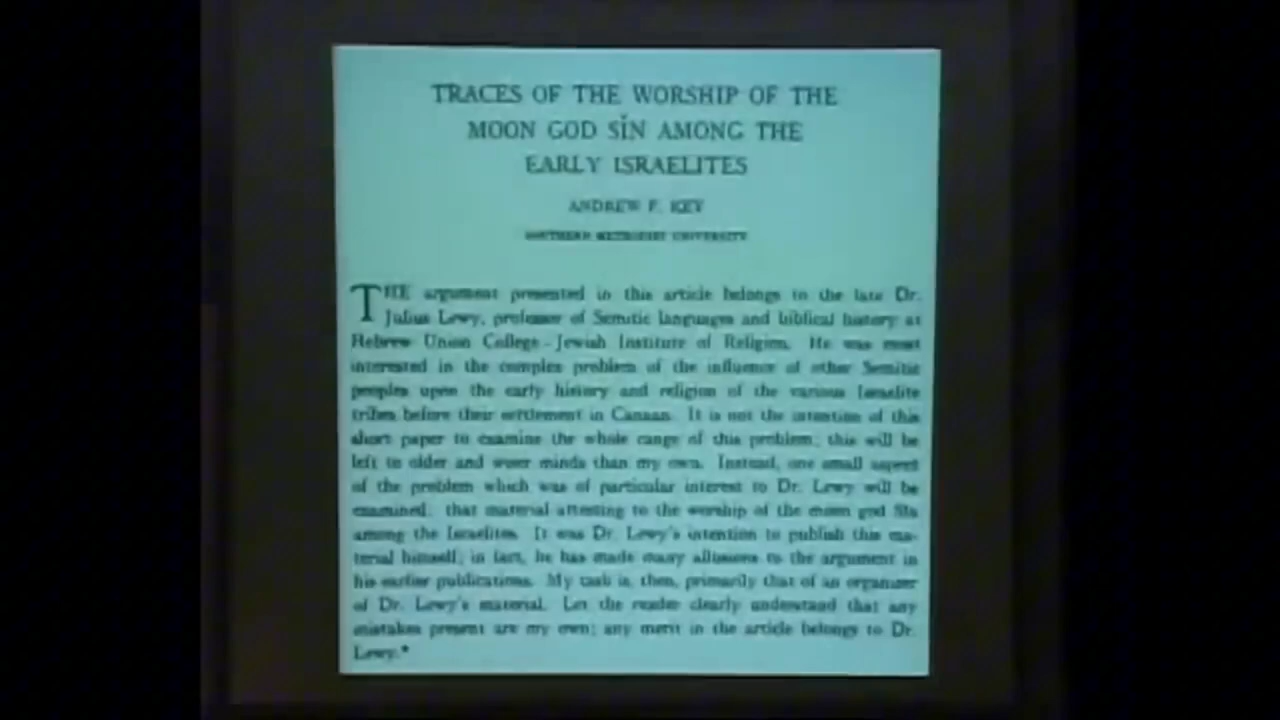 TRACES OF THE WORSHIP OF THE
MOON GOD SÎN AMONG THE
EARLY ISRAELITES
ANDREW F. KEY
SOUTHERN METHODIST UNIVERSITY
THE argument presented in this article belongs to the late Dr.
Julius Lewy, professor of Semitic languages and biblical history at
Hebrew Union College - Jewish Institute of Religion. He was most
interested in the complex problem of the influence of other Semitic
peoples upon the early history and religion of the various Israelite
tribes before their settlement in Canaan. It is not the intention of this
short paper to examine the whole range of this problem; this will be
left to older and wiser minds than my own. Instead, one small aspect
of the problem which was of particular interest to Dr. Lewy will be
examined: that material attesting to the worship of the moon god Sîn
among the Israelites. It was Dr. Lewy's intention to publish this ma-
terial himself; in fact, he has made many allusions to the argument in
his earlier publications. My task is, then, primarily that of an organizer
of Dr. Lewy's material. Let the reader clearly understand that any
mistakes present are my own; any merit in the article belongs to Dr.
Lewy.*